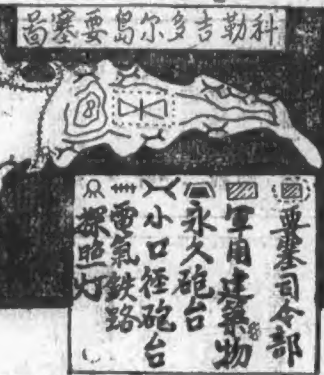 科勒吉多尔島要塞啚
要塞司令部
軍用建築物
永久砲台
小口径砲台
電氣鉄路
探照灯